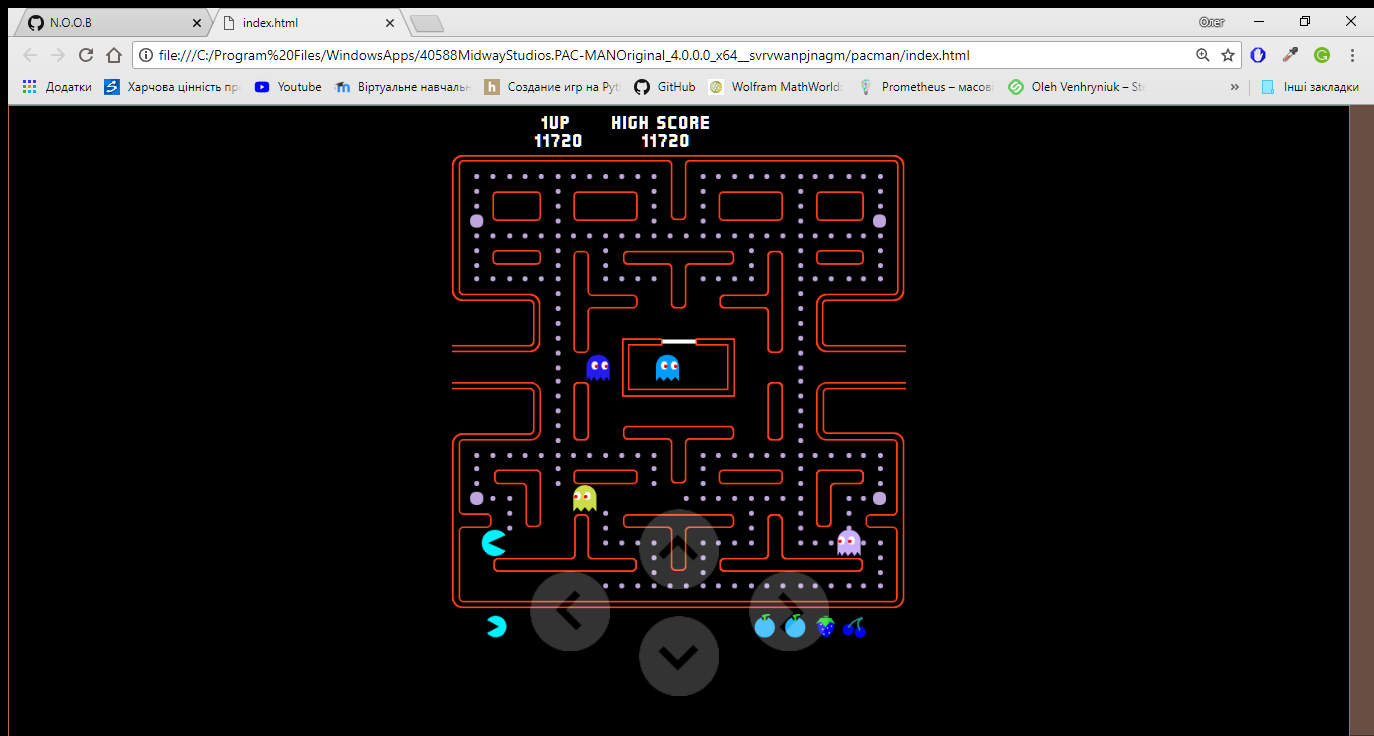 N.O.O.B
index.html
Олег
file:///C:/Program%20Files/WindowsApps/40588MidwayStudios.PAC-MANOriginal_4.0.0.0_x64__svrvwanpjnagm/pacman/index.html
Додатки
Харчова цінність про
Youtube
Віртуальне навчальн
Создание игр на Pyt
GitHub
Wolfram MathWorld:
Prometheus – масові
Oleh Venhryniuk – Ste
»
Інші закладки
1UP
HIGH SCORE
11720
11720